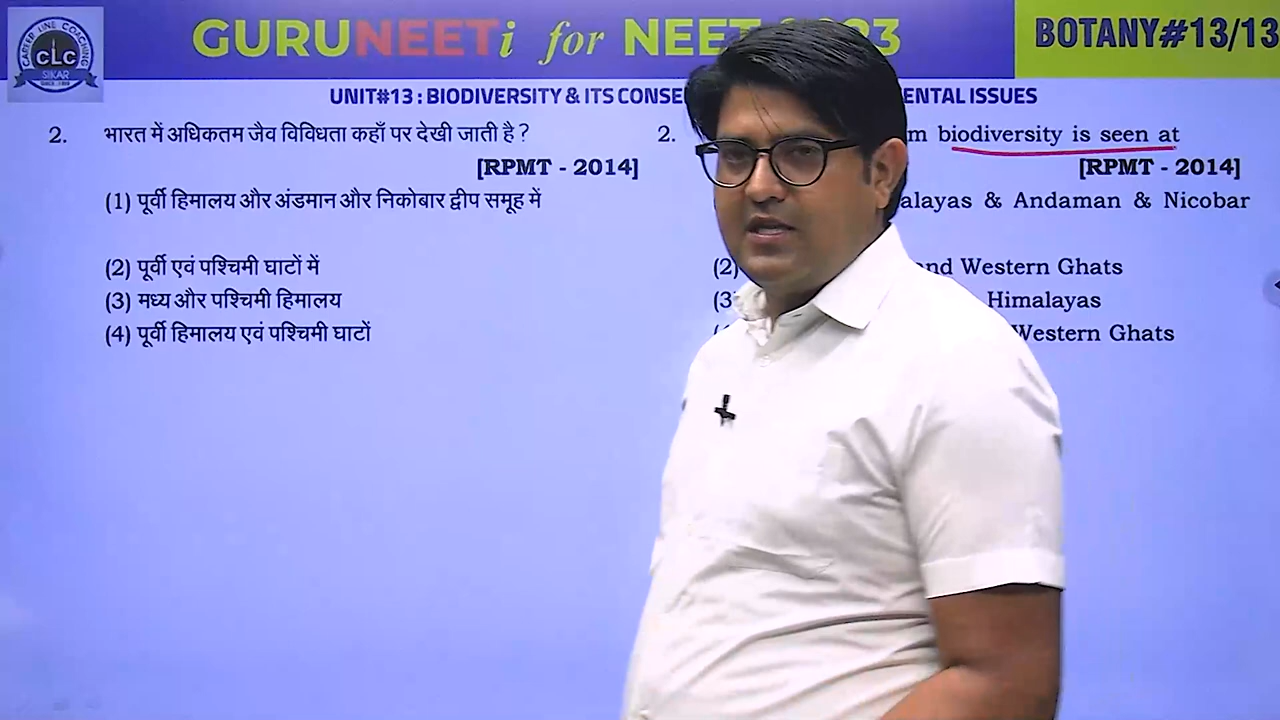 CAREER LINE COACHING
CLC
SIKAR
GURUNEETi for NEET
BOTANY#13/13
UNIT#13 : BIODIVERSITY & ITS CONSE ENTAL ISSUES
2. भारत में अधिकतम जैव विविधता कहाँ पर देखी जाती है ?
[RPMT - 2014]
(1) पूर्वी हिमालय और अंडमान और निकोबार द्वीप समूह में
(2) पूर्वी एवं पश्चिमी घाटों में
(3) मध्य और पश्चिमी हिमालय
(4) पूर्वी हिमालय एवं पश्चिमी घाटों
2. biodiversity is seen at
[RPMT - 2014]
& Andaman & Nicobar
(2) and Western Ghats
(3 Himalayas
Western Ghats